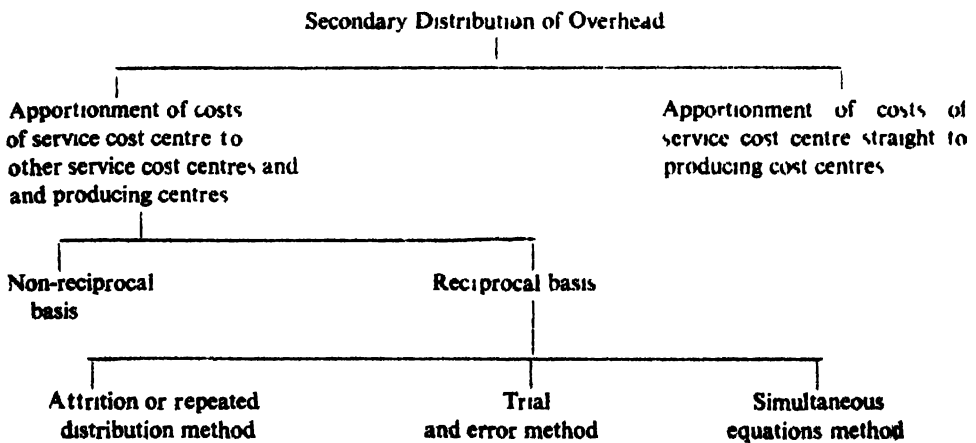 Secondary Distribution of Overhead
Apportionment of costs
of service cost centre to
other service cost centres and
and producing centres
Apportionment of costs of
service cost centre straight to
producing cost centres
Non-reciprocal
basis
Reciprocal basis
Attrition or repeated
distribution method
Trial
and error method
Simultaneous
equations method